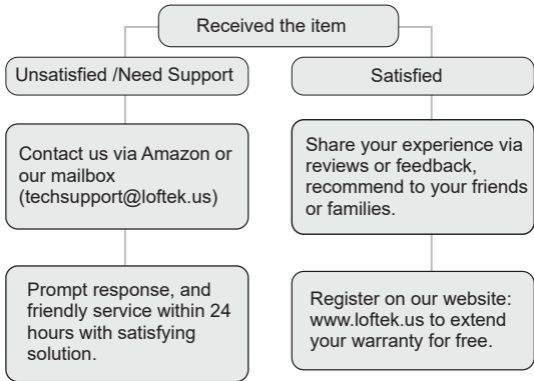 Received the item
Unsatisfied /Need Support
Satisfied
Contact us via Amazon or
our mailbox
(techsupport@loftek.us)
Share your experience via
reviews or feedback,
recommend to your friends
or families.
Prompt response, and
friendly service within 24
hours with satisfying
solution.
Register on our website:
www.loftek.us to extend
your warranty for free.